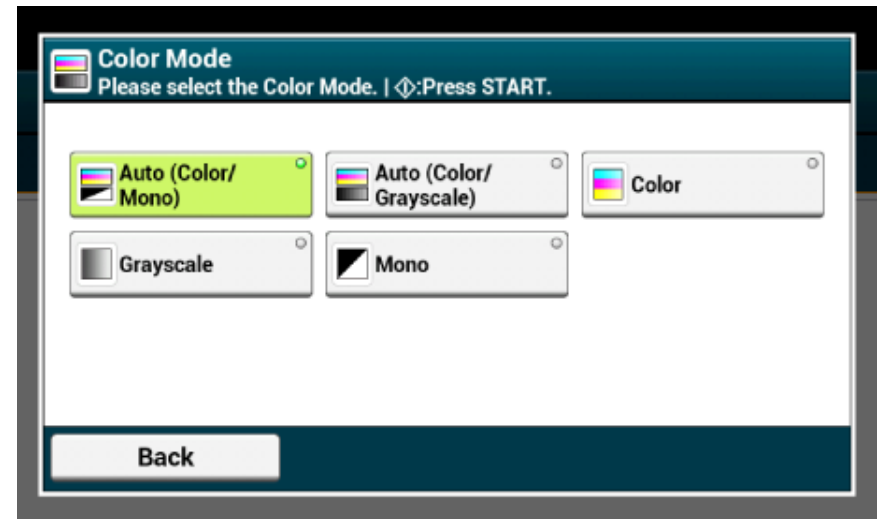 Color Mode
Please select the Color Mode. | :Press START.
Auto (Color/
Mono)
Auto (Color/
Grayscale)
Color
Grayscale
Mono
Back